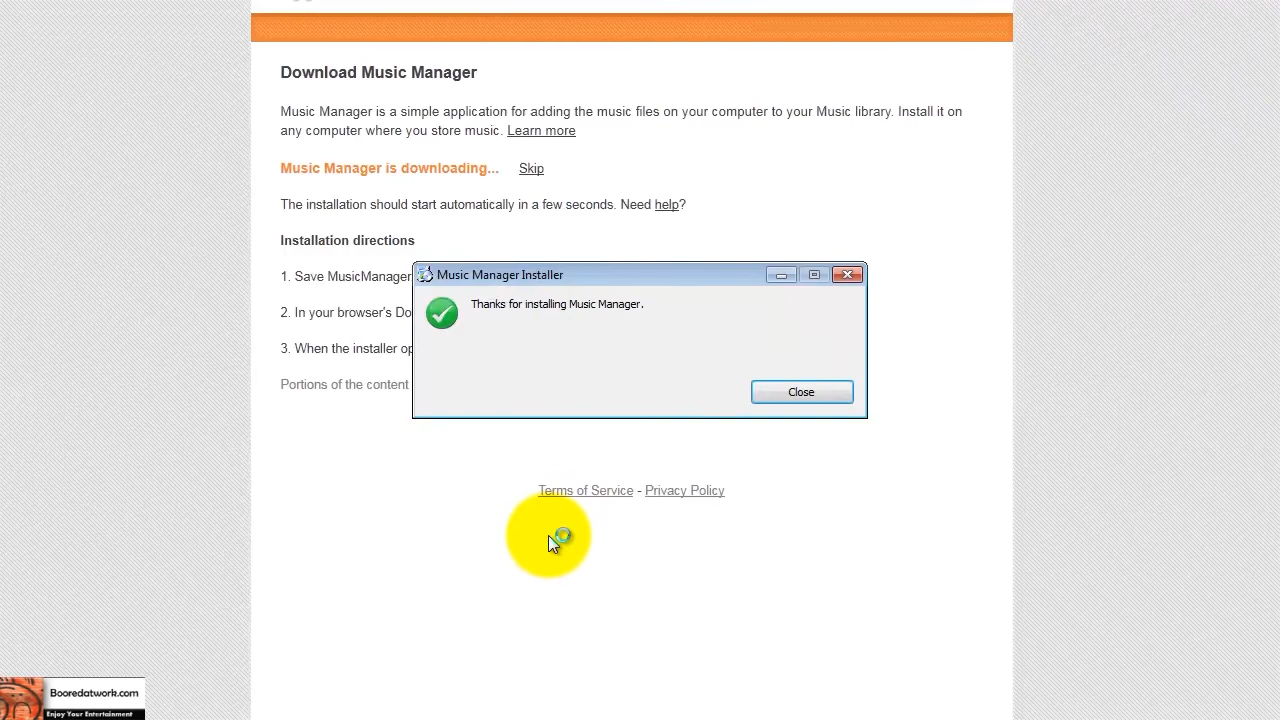 Download Music Manager
Music Manager is a simple application for adding the music files on your computer to your Music library. Install it on
any computer where you store music. Learn more
Music Manager is downloading... Skip
The installation should start automatically in a few seconds. Need help?
Installation directions
1. Save MusicManager
2. In your browser's Do
3. When the installer op
Portions of the content
Music Manager Installer
Thanks for installing Music Manager.
Close
Terms of Service - Privacy Policy
Booredatwork.com
Enjoy Your Entertainment